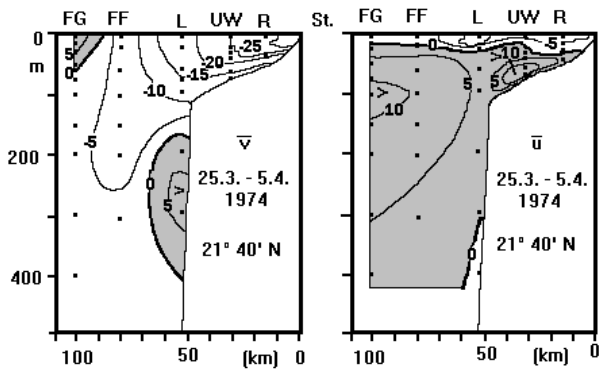 FG FF L UW R St. FG FF L UW R
0 5 0 -25 -20 -15 -10 0 -5 10 5 5
m
-5 10
200 0 v̅ u̅
25.3. - 5.4. 25.3. - 5.4.
5 1974 1974
21° 40' N 0 21° 40' N
400
100 50 (km) 0 100 50 (km) 0